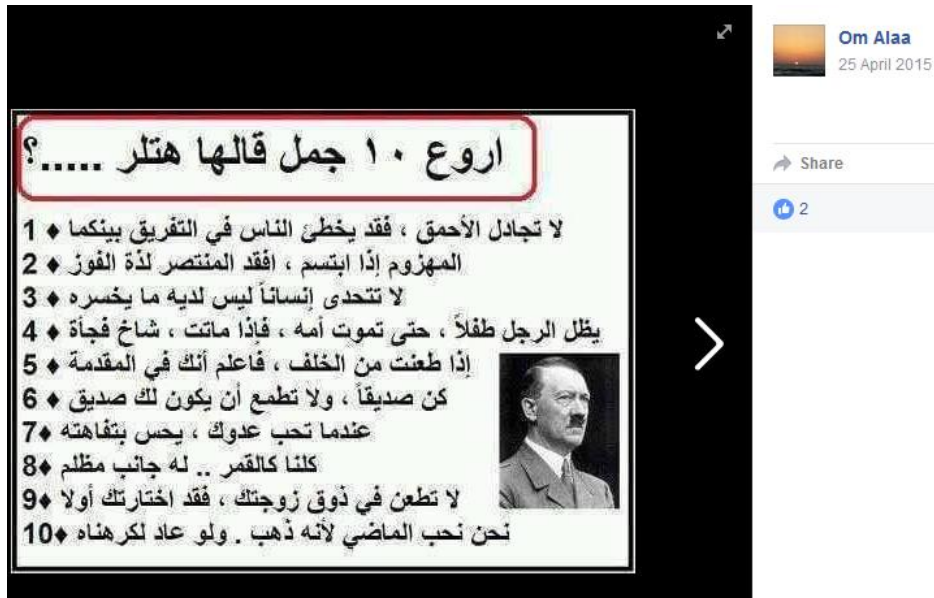 اروع ١٠ جمل قالها هتلر .....؟
1 ♦ لا تجادل الأحمق ، فقد يخطئ الناس في التفريق بينكما
2 ♦ المهزوم إذا ابتسم ، افقد المنتصر لذة الفوز
3 ♦ لا تتحدى إنساناً ليس لديه ما يخسره
4 ♦ يظل الرجل طفلاً ، حتى تموت أمه ، فإذا ماتت ، شاخ فجأة
5 ♦ إذا طعنت من الخلف ، فاعلم أنك في المقدمة
6 ♦ كن صديقاً ، ولا تطمع أن يكون لك صديق
7♦ عندما تحب عدوك ، يحس بتفاهته
8♦ كلنا كالقمر .. له جانب مظلم
9♦ لا تطعن في ذوق زوجتك ، فقد اختارتك أولا
10♦ نحن نحب الماضي لأنه ذهب . ولو عاد لكرهناه
Om Alaa
25 April 2015
Share
2